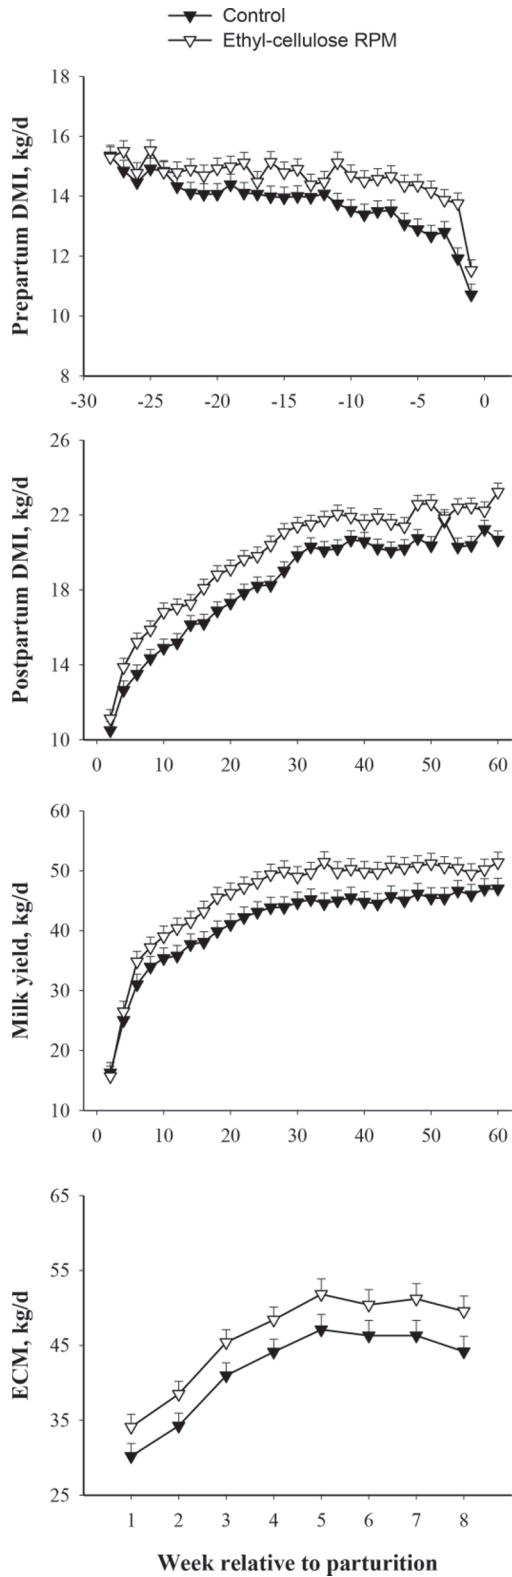 Control
Ethyl-cellulose RPM
Prepartum DMI, kg/d
18
16
14
12
10
8
-30 -25 -20 -15 -10 -5 0
Postpartum DMI, kg/d
26
22
18
14
10
0 10 20 30 40 50 60
Milk yield, kg/d
60
50
40
30
20
10
0 10 20 30 40 50 60
ECM, kg/d
65
55
45
35
25
1 2 3 4 5 6 7 8
Week relative to parturition